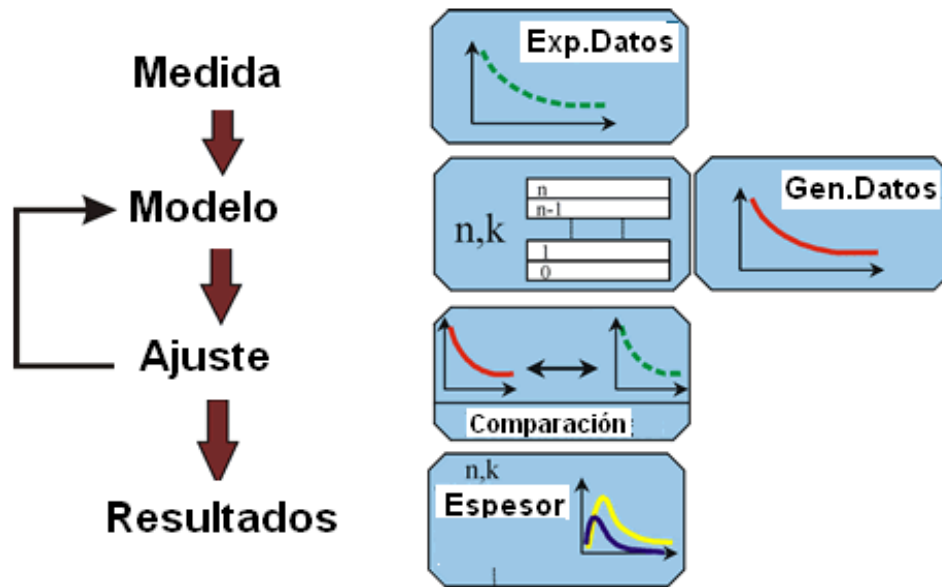 Exp.Datos
Medida
Modelo
n,k
n
n-1
1
0
Gen.Datos
Ajuste
Comparación
n,k
Espesor
Resultados